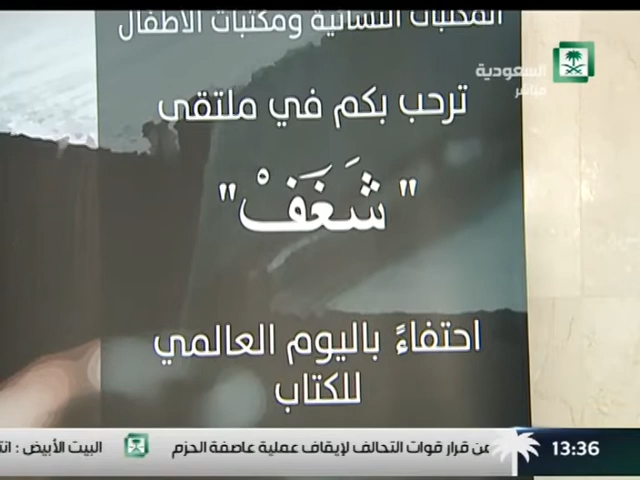 المكتبات النسائية ومكتبات الأطفال
السعودية
مباشر
ترحب بكم في ملتقى
"شَغَفْ"
احتفاءً باليوم العالمي
للكتاب
من قرار قوات التحالف لإيقاف عملية عاصفة الحزم
البيت الأبيض :
13:36